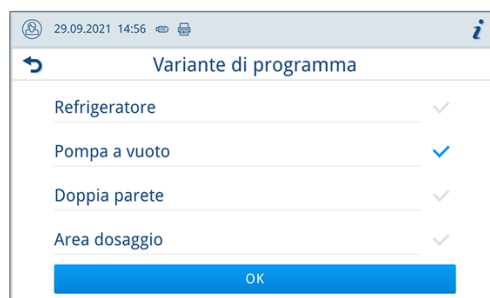 29.09.2021 14:56
i
Variante di programma
Refrigeratore
Pompa a vuoto
Doppia parete
Area dosaggio
OK